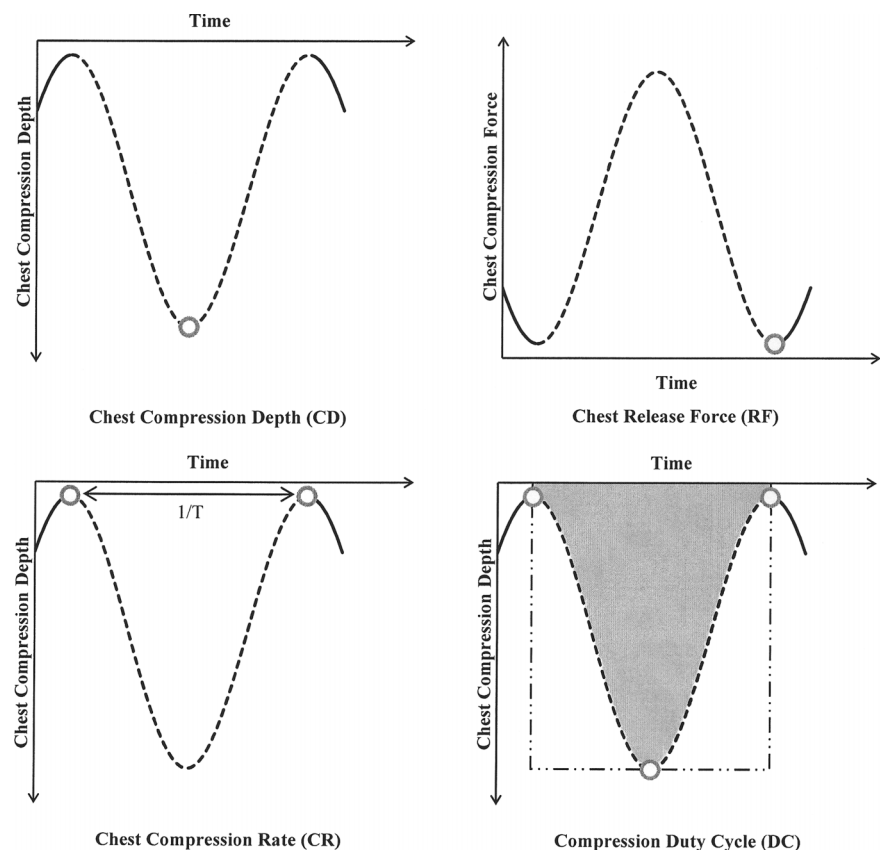 Time
Chest Compression Depth
Chest Compression Depth (CD)
Chest Compression Force
Time
Chest Release Force (RF)
Time
1/T
Chest Compression Depth
Chest Compression Rate (CR)
Time
Chest Compression Depth
Compression Duty Cycle (DC)